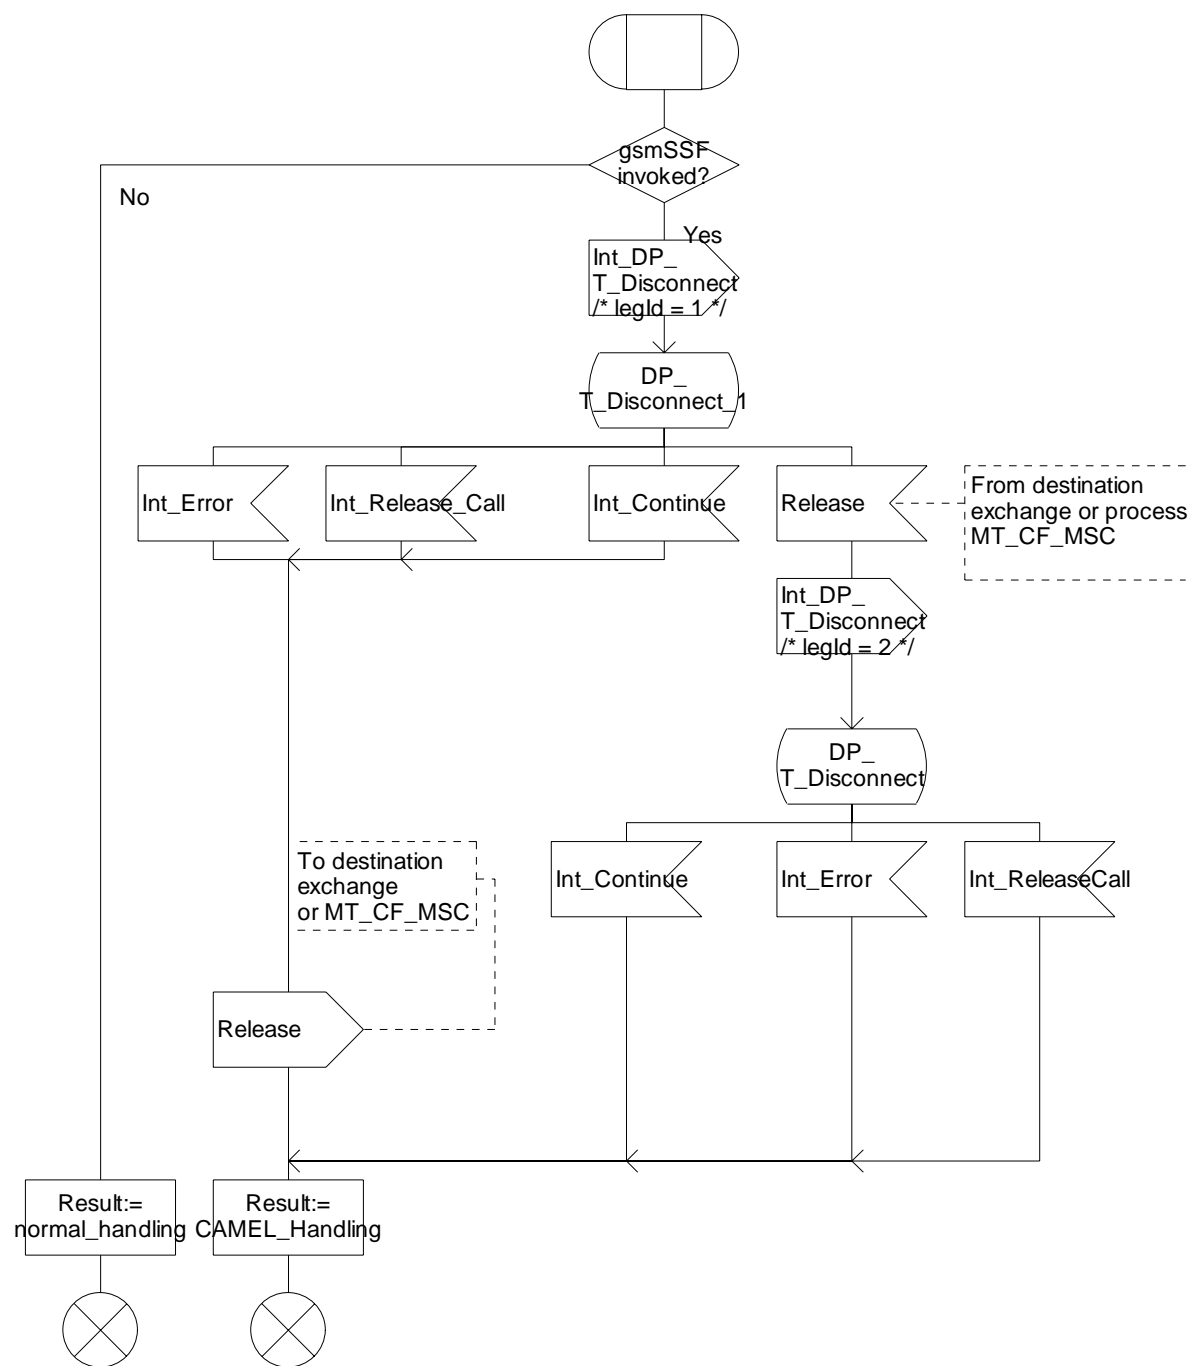 gsmSSF
invoked?
No
Yes
Int_DP_
T_Disconnect
/* legId = 1 */
DP_
T_Disconnect_1
Int_Error
Int_Release_Call
Int_Continue
Release
From destination
exchange or process
MT_CF_MSC
Int_DP_
T_Disconnect
/* legId = 2 */
DP_
T_Disconnect
To destination
exchange
or MT_CF_MSC
Int_Continue
Int_Error
Int_ReleaseCall
Release
Result:=
normal_handling
Result:=
CAMEL_Handling